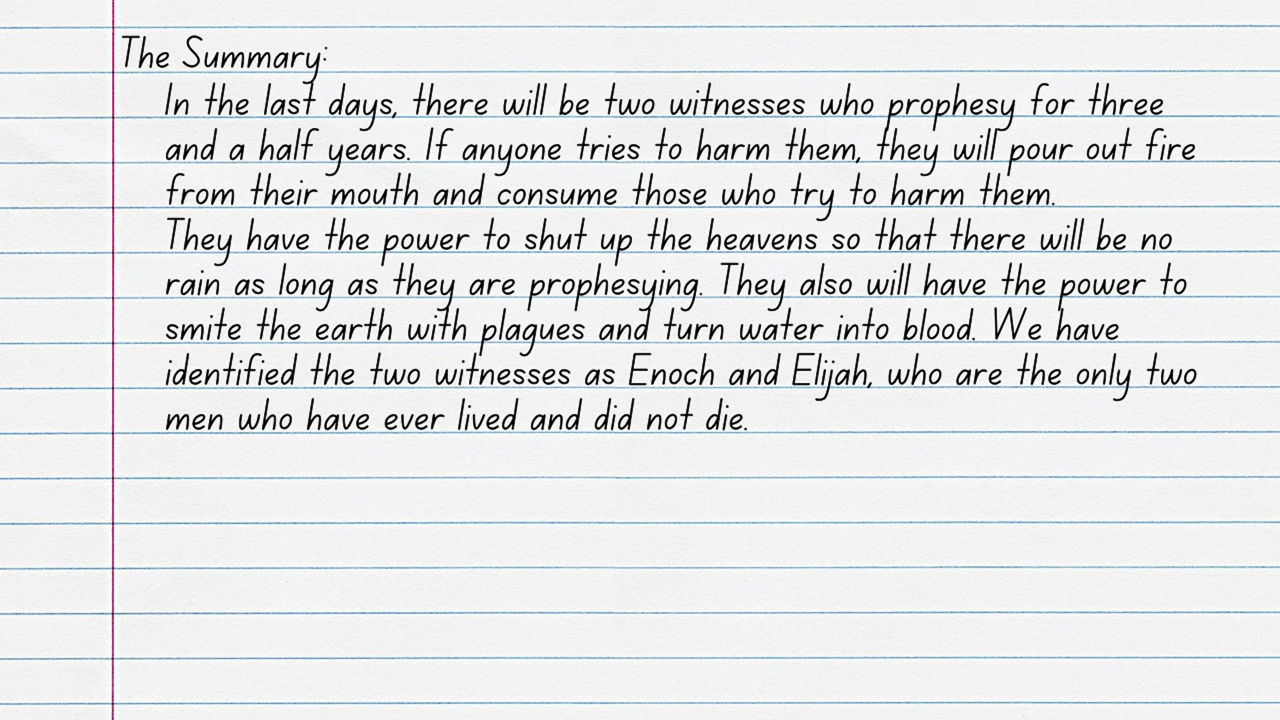 The Summary:
In the last days, there will be two witnesses who prophesy for three
and a half years. If anyone tries to harm them, they will pour out fire
from their mouth and consume those who try to harm them.
They have the power to shut up the heavens so that there will be no
rain as long as they are prophesying. They also will have the power to
smite the earth with plagues and turn water into blood. We have
identified the two witnesses as Enoch and Elijah, who are the only two
men who have ever lived and did not die.